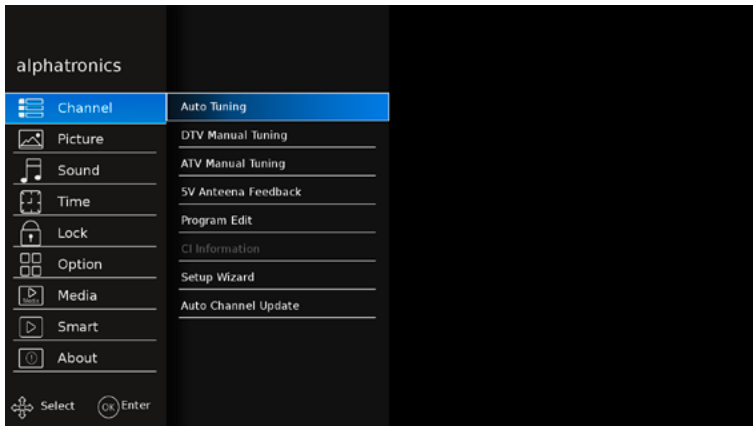 alphatronics
Channel
Picture
Sound
Time
Lock
Option
Media
Smart
About
Select OK Enter
Auto Tuning
DTV Manual Tuning
ATV Manual Tuning
5V Anteena Feedback
Program Edit
CI Information
Setup Wizard
Auto Channel Update